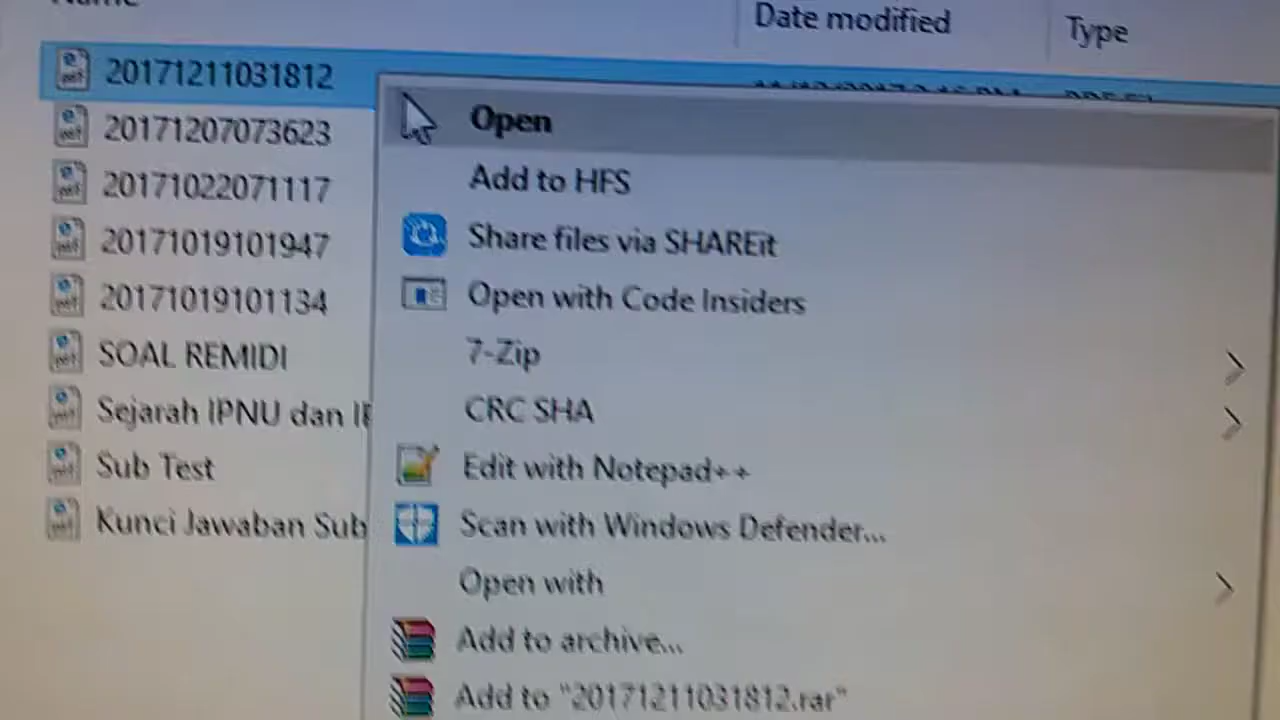 Name
Date modified
Type
20171211031812
20171207073623
20171022071117
20171019101947
20171019101134
SOAL REMIDI
Sejarah IPNU dan
Sub Test
Kunci Jawaban Sub
Open
Add to HFS
Share files via SHAREit
Open with Code Insiders
7-Zip
CRC SHA
Edit with Notepad++
Scan with Windows Defender...
Open with
Add to archive...
Add to "20171211031812.rar"